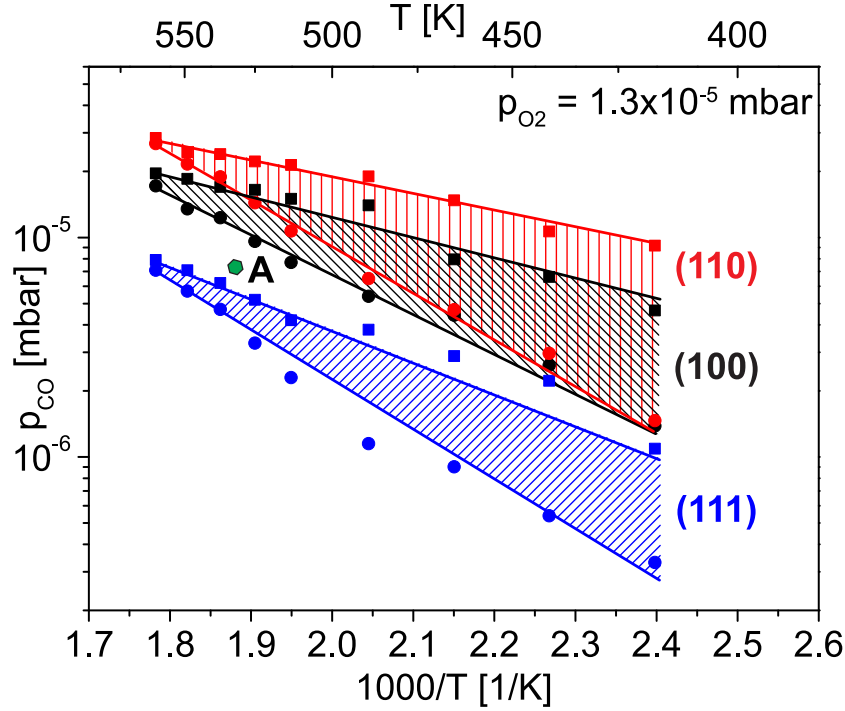 T [K]
550 500 450 400
p_O2 = 1.3x10^-5 mbar
10^-5
A
(110)
p_CO [mbar]
(100)
10^-6
(111)
1.7 1.8 1.9 2.0 2.1 2.2 2.3 2.4 2.5 2.6
1000/T [1/K]